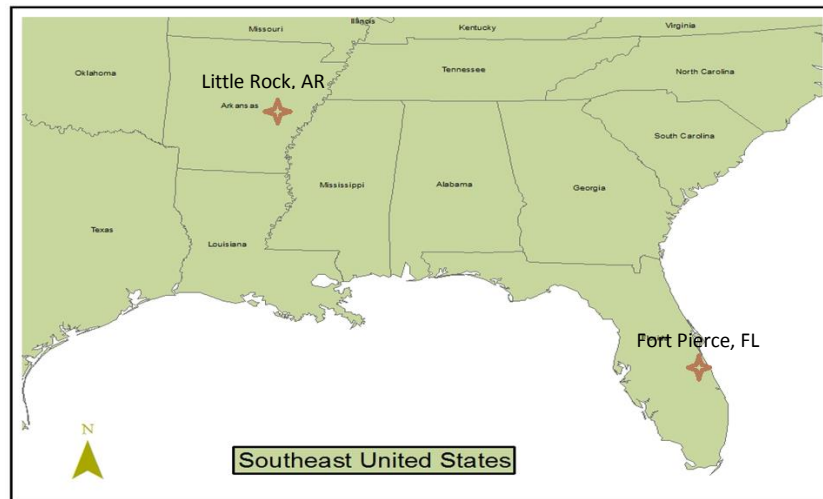 Illinois
Missouri
Kentucky
Virginia
Oklahoma
Tennessee
North Carolina
Little Rock, AR
Arkansas
South Carolina
Mississippi
Alabama
Georgia
Texas
Louisiana
Fort Pierce, FL
N
Southeast United States